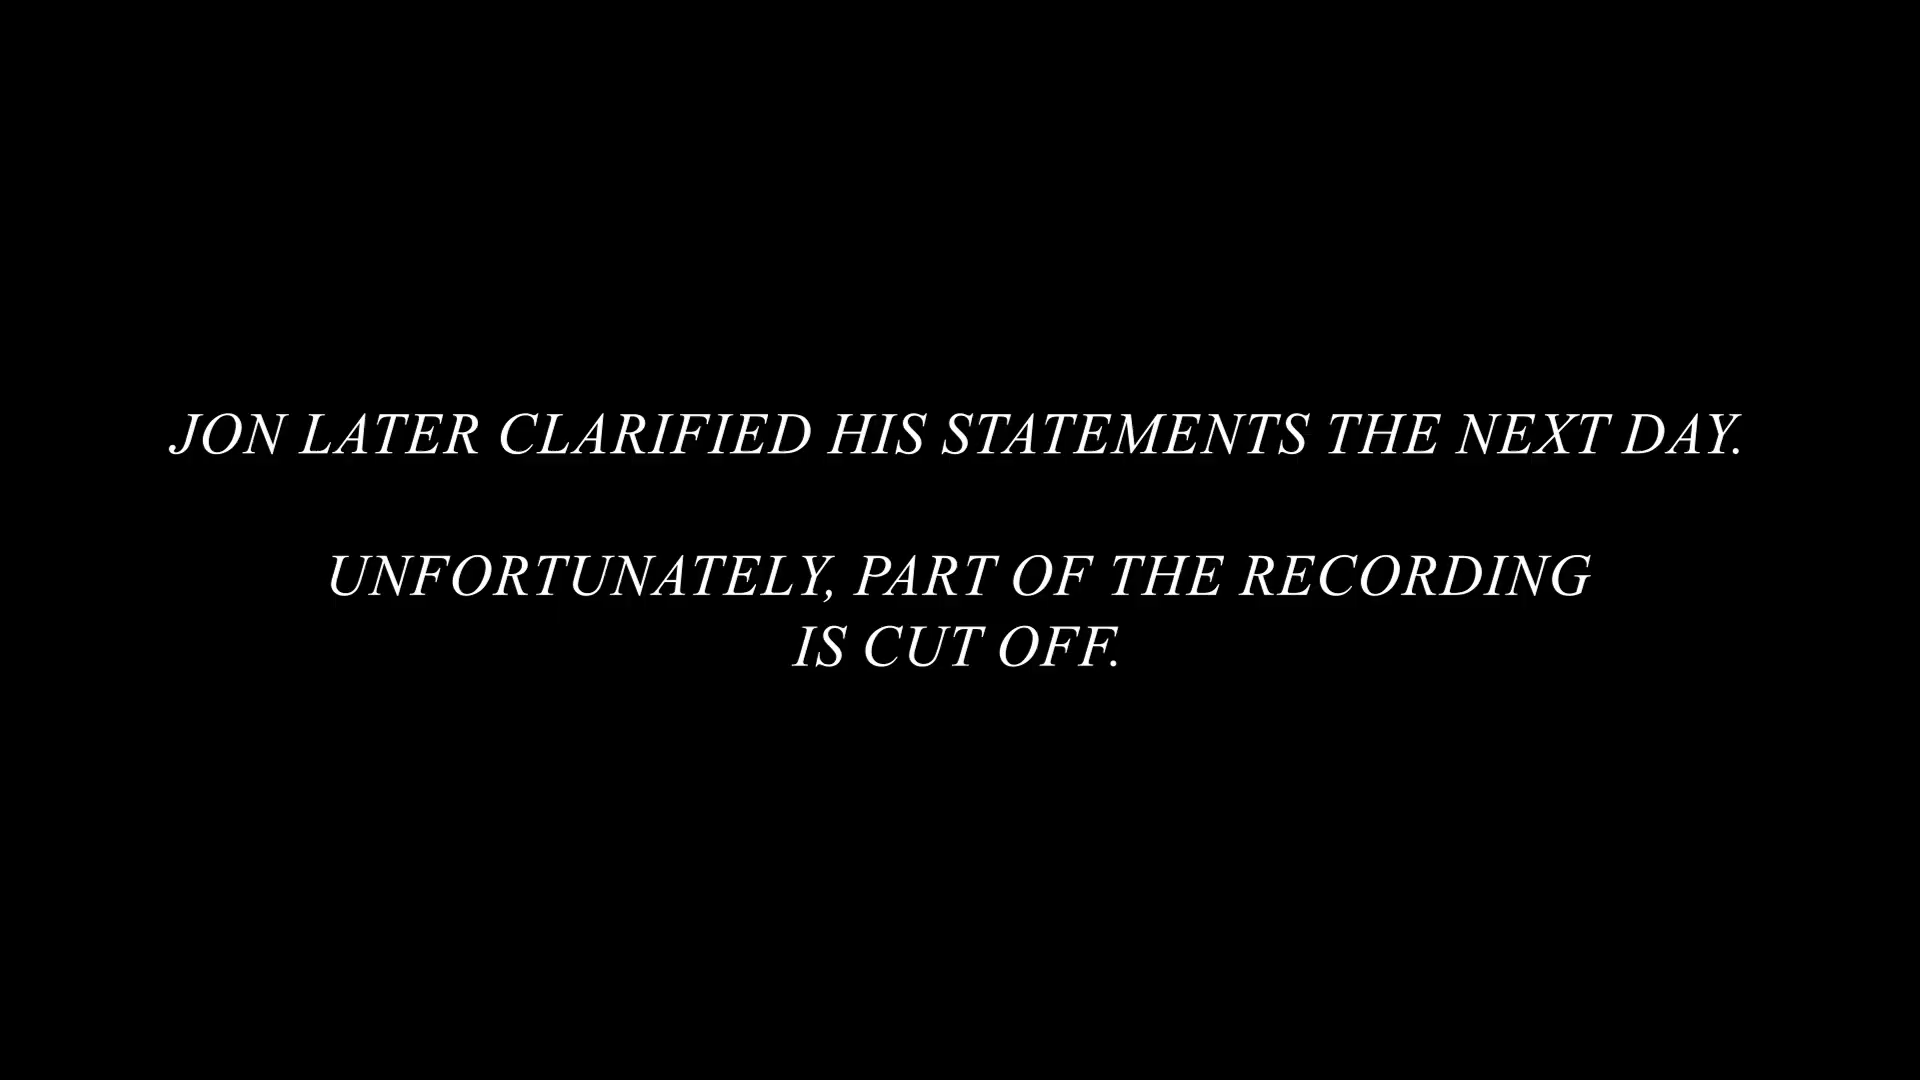 JON LATER CLARIFIED HIS STATEMENTS THE NEXT DAY.
UNFORTUNATELY, PART OF THE RECORDING
IS CUT OFF.